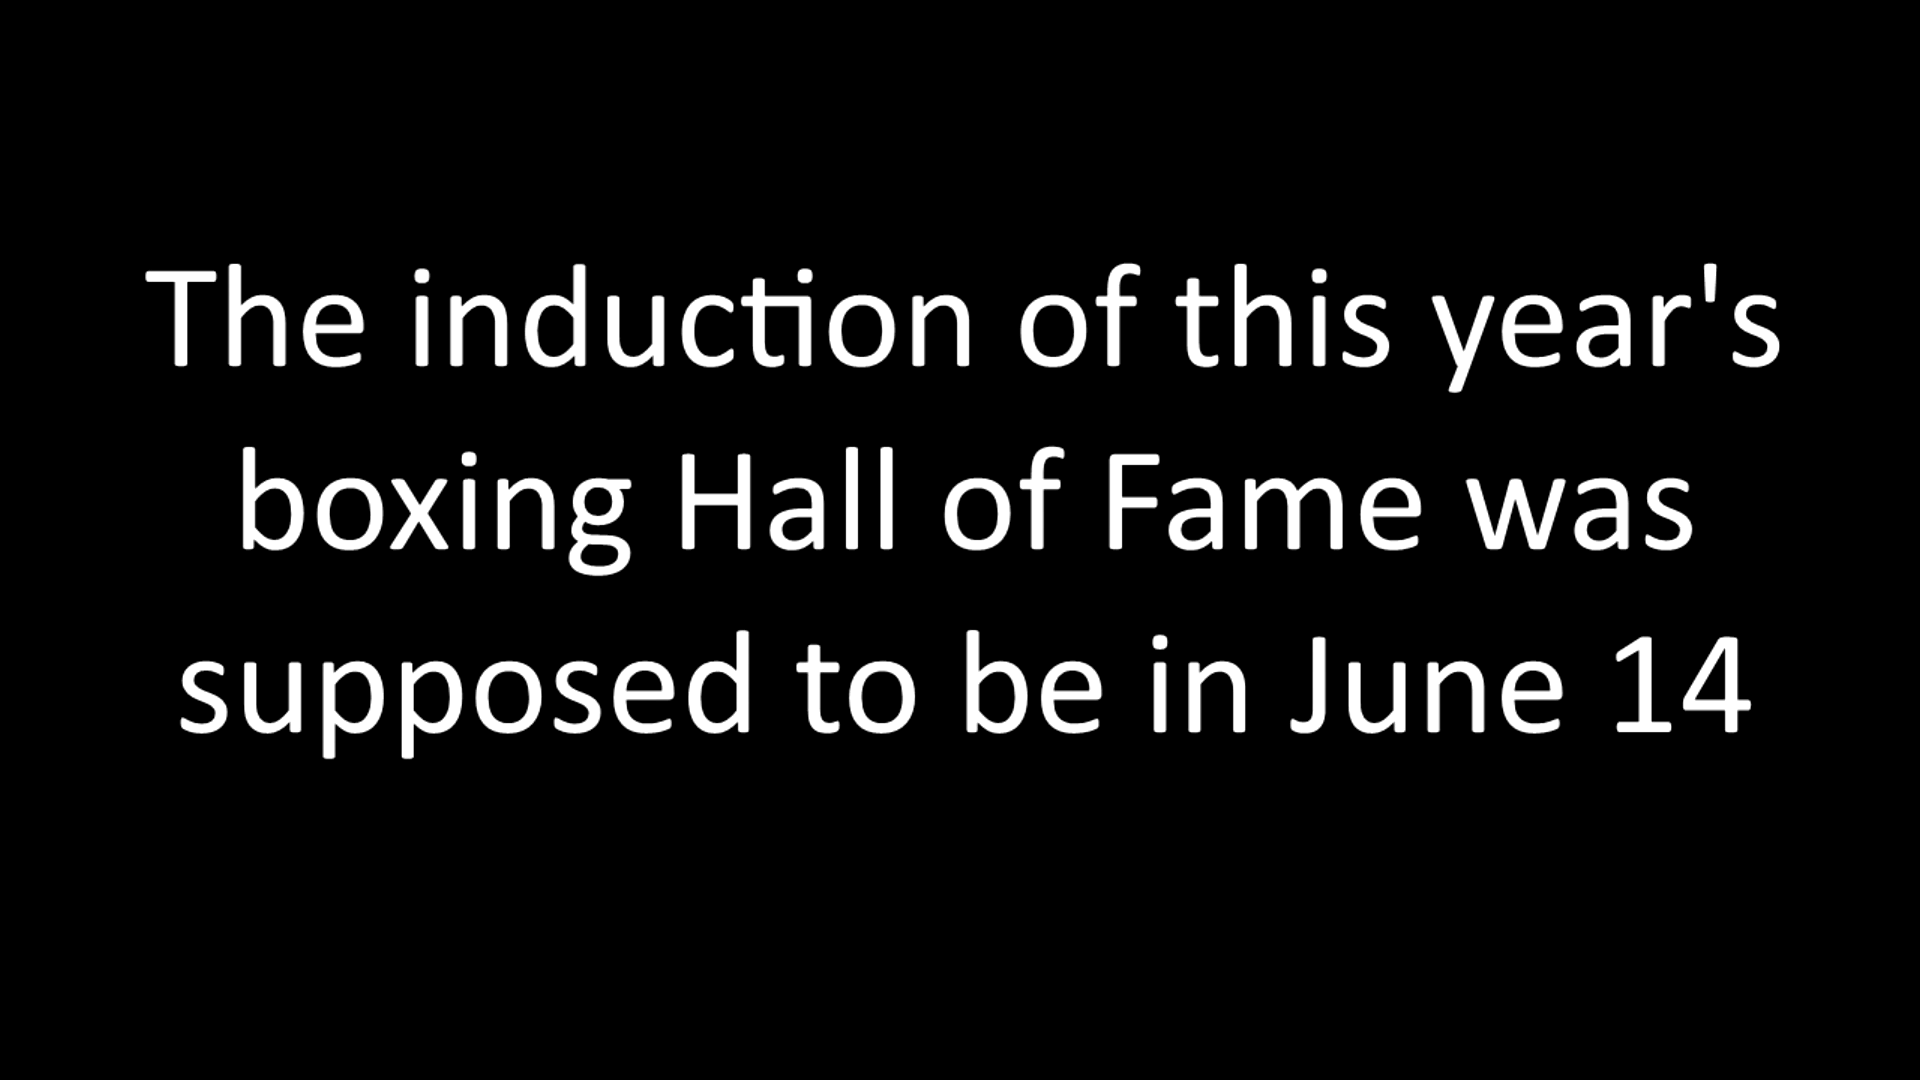 The induction of this year's
boxing Hall of Fame was
supposed to be in June 14